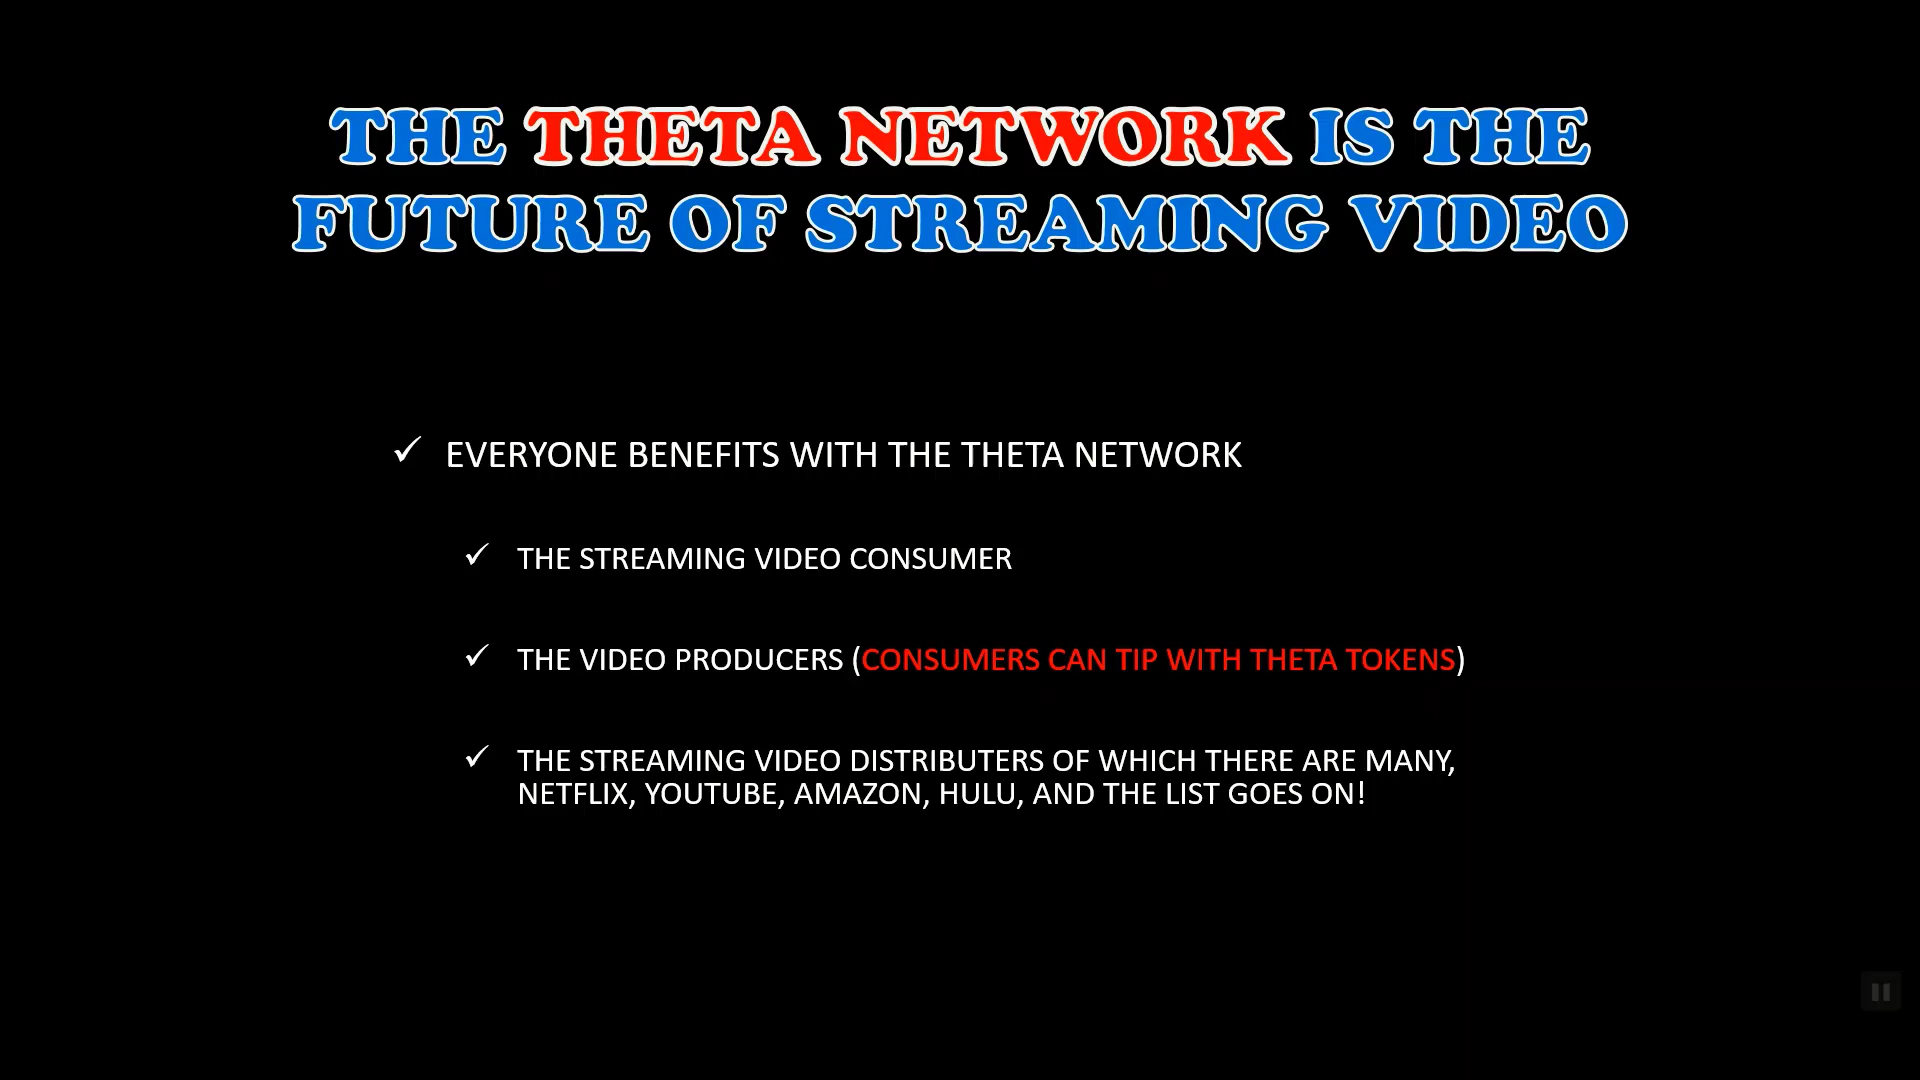 THE THETA NETWORK IS THE
FUTURE OF STREAMING VIDEO
EVERYONE BENEFITS WITH THE THETA NETWORK
THE STREAMING VIDEO CONSUMER
THE VIDEO PRODUCERS (CONSUMERS CAN TIP WITH THETA TOKENS)
THE STREAMING VIDEO DISTRIBUTERS OF WHICH THERE ARE MANY,
NETFLIX, YOUTUBE, AMAZON, HULU, AND THE LIST GOES ON!